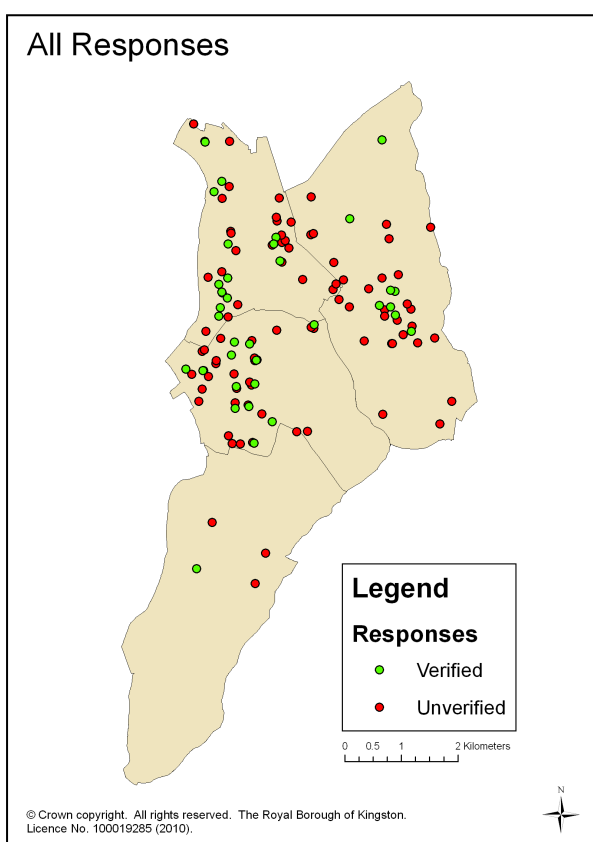 All Responses
Legend
Responses
Verified
Unverified
0 0.5 1 2 Kilometers
N
© Crown copyright. All rights reserved. The Royal Borough of Kingston.
Licence No. 100019285 (2010).